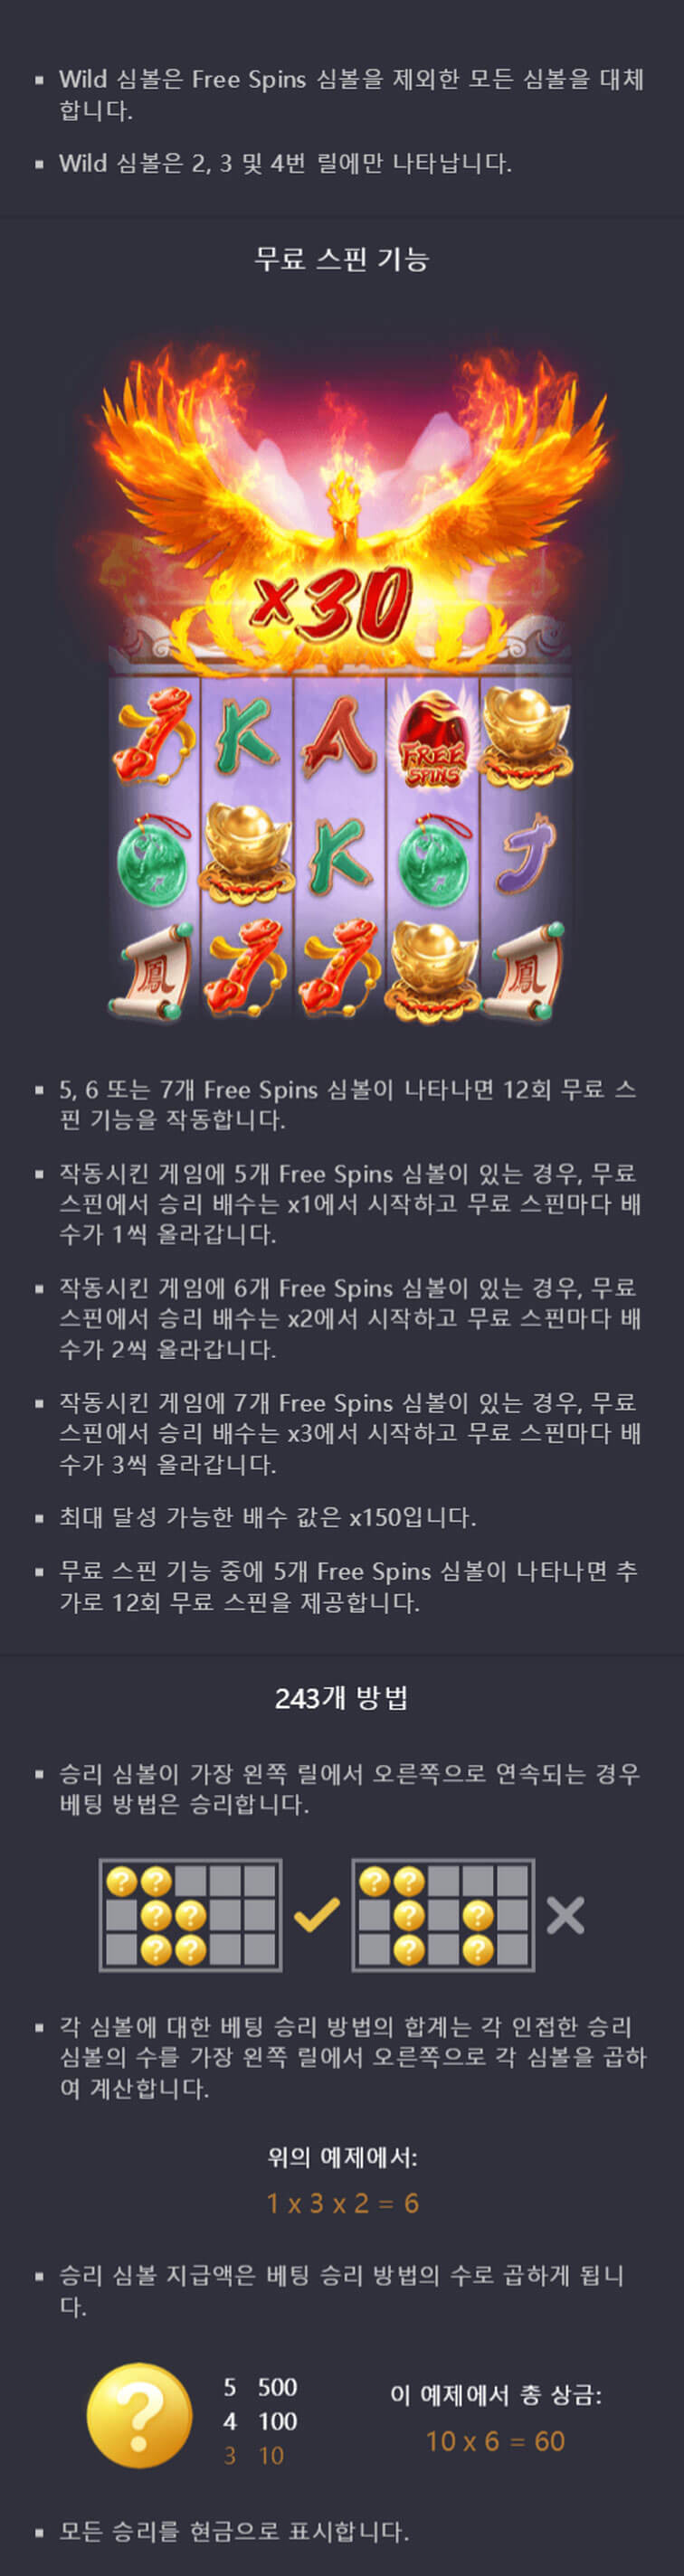 Wild 심볼은 Free Spins 심볼을 제외한 모든 심볼을 대체
합니다.
Wild 심볼은 2, 3 및 4번 릴에만 나타납니다.
무료 스핀 기능
x30
K
A
FREE
SPINS
K
J
鳳
鳳
5, 6 또는 7개 Free Spins 심볼이 나타나면 12회 무료 스
핀 기능을 작동합니다.
작동시킨 게임에 5개 Free Spins 심볼이 있는 경우, 무료
스핀에서 승리 배수는 x1에서 시작하고 무료 스핀마다 배
수가 1씩 올라갑니다.
작동시킨 게임에 6개 Free Spins 심볼이 있는 경우, 무료
스핀에서 승리 배수는 x2에서 시작하고 무료 스핀마다 배
수가 2씩 올라갑니다.
작동시킨 게임에 7개 Free Spins 심볼이 있는 경우, 무료
스핀에서 승리 배수는 x3에서 시작하고 무료 스핀마다 배
수가 3씩 올라갑니다.
최대 달성 가능한 배수 값은 x150입니다.
무료 스핀 기능 중에 5개 Free Spins 심볼이 나타나면 추
가로 12회 무료 스핀을 제공합니다.
243개 방법
승리 심볼이 가장 왼쪽 릴에서 오른쪽으로 연속되는 경우
베팅 방법은 승리합니다.
? ?
? ?
? ?
? ?
? ?
? ?
각 심볼에 대한 베팅 승리 방법의 합계는 각 인접한 승리
심볼의 수를 가장 왼쪽 릴에서 오른쪽으로 각 심볼을 곱하
여 계산합니다.
위의 예제에서:
1 x 3 x 2 = 6
승리 심볼 지급액은 베팅 승리 방법의 수로 곱하게 됩니
다.
?
5 500
4 100
3 10
이 예제에서 총 상금:
10 x 6 = 60
모든 승리를 현금으로 표시합니다.